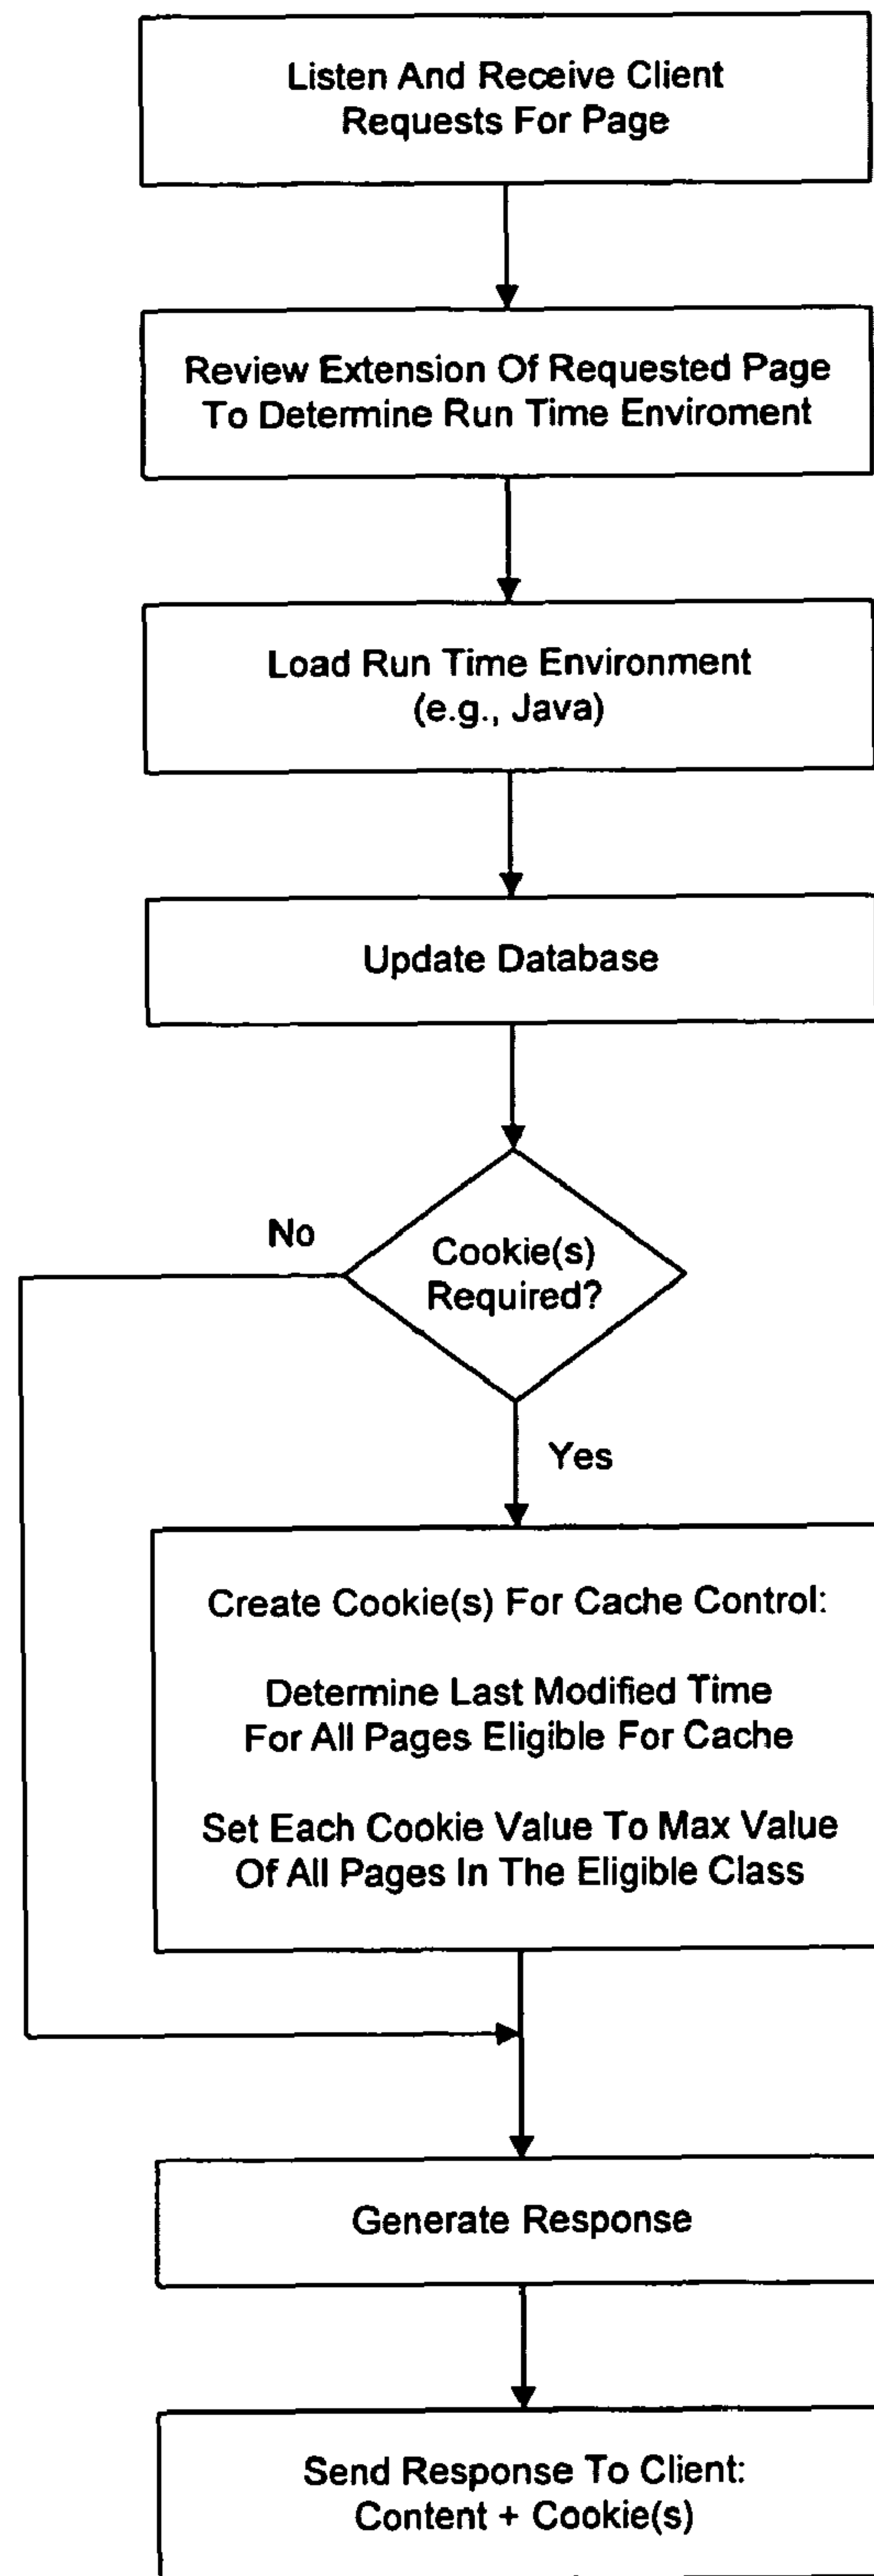 Listen And Receive Client
Requests For Page
Review Extension Of Requested Page
To Determine Run Time Enviroment
Load Run Time Environment
(e.g., Java)
Update Database
No
Cookie(s)
Required?
Yes
Create Cookie(s) For Cache Control:
Determine Last Modified Time
For All Pages Eligible For Cache
Set Each Cookie Value To Max Value
Of All Pages In The Eligible Class
Generate Response
Send Response To Client:
Content + Cookie(s)